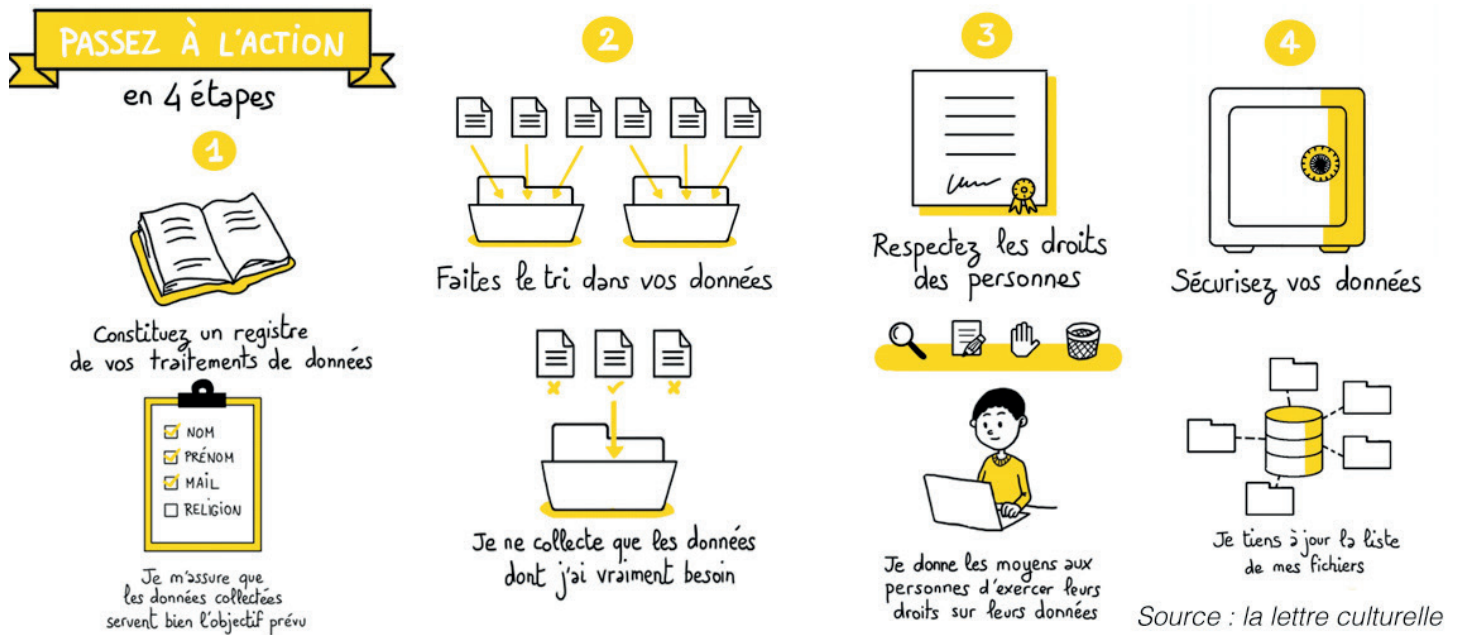 PASSEZ À L'ACTION
en 4 étapes
1
Constituez un registre
de vos traitements de données
NOM
PRÉNOM
MAIL
RELIGION
Je m'assure que
les données collectées
servent bien l'objectif prévu
2
Faites le tri dans vos données
Je ne collecte que les données
dont j'ai vraiment besoin
3
Respectez les droits
des personnes
Je donne les moyens aux
personnes d'exercer leurs
droits sur leurs données
4
Sécurisez vos données
Je tiens à jour la liste
de mes fichiers
Source : la lettre culturelle